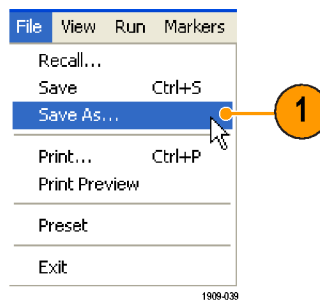 File View Run Markers
Recall...
Save Ctrl+S
Save As...
1
Print... Ctrl+P
Print Preview
Preset
Exit
1909-039